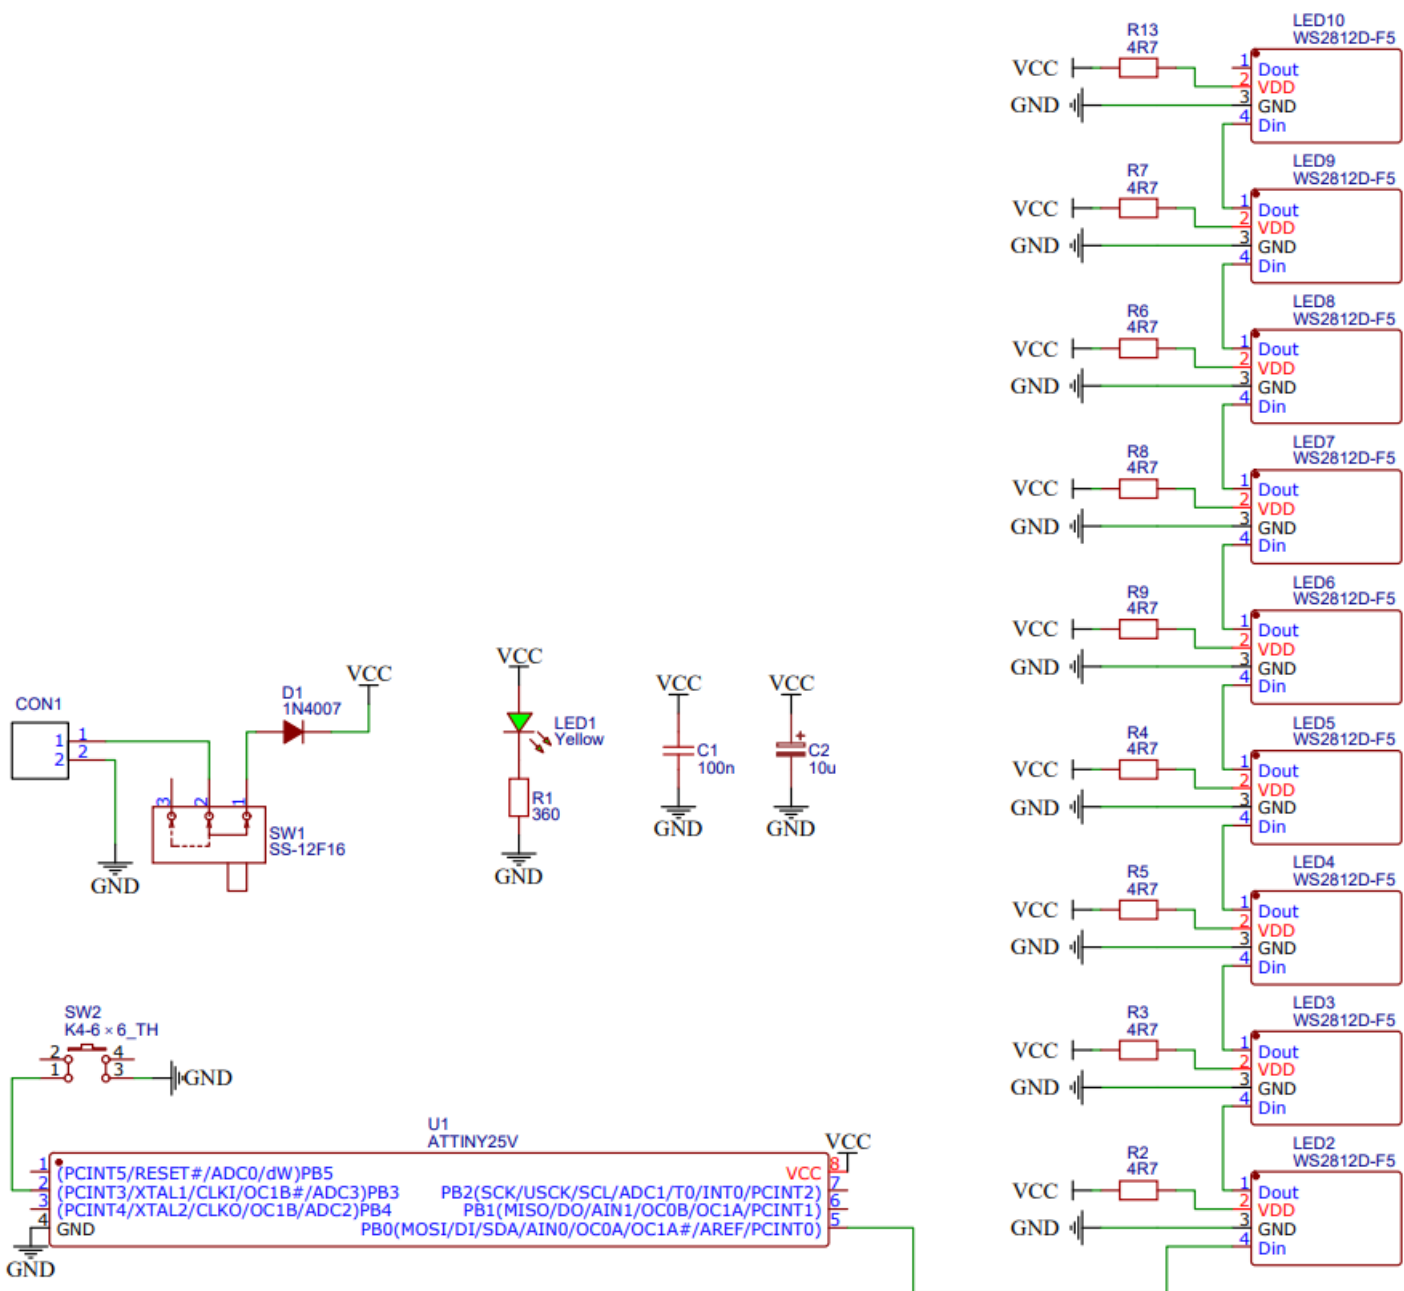 LED10
WS2812D-F5
R13
4R7
VCC
GND
1 Dout
2 VDD
3 GND
4 Din
LED9
WS2812D-F5
R7
4R7
VCC
GND
1 Dout
2 VDD
3 GND
4 Din
LED8
WS2812D-F5
R6
4R7
VCC
GND
1 Dout
2 VDD
3 GND
4 Din
LED7
WS2812D-F5
R8
4R7
VCC
GND
1 Dout
2 VDD
3 GND
4 Din
LED6
WS2812D-F5
R9
4R7
VCC
GND
1 Dout
2 VDD
3 GND
4 Din
LED5
WS2812D-F5
R4
4R7
VCC
GND
1 Dout
2 VDD
3 GND
4 Din
LED4
WS2812D-F5
R5
4R7
VCC
GND
1 Dout
2 VDD
3 GND
4 Din
LED3
WS2812D-F5
R3
4R7
VCC
GND
1 Dout
2 VDD
3 GND
4 Din
LED2
WS2812D-F5
R2
4R7
VCC
GND
1 Dout
2 VDD
3 GND
4 Din
CON1
1 1
2 2
GND
D1
1N4007
VCC
3 2 1
SW1
SS-12F16
VCC
LED1
Yellow
R1
360
GND
VCC
C1
100n
GND
VCC
+
C2
10u
GND
SW2
K4-6×6_TH
2 4
1 3
GND
U1
ATTINY25V
VCC
1 (PCINT5/RESET#/ADC0/dW)PB5
2 (PCINT3/XTAL1/CLKI/OC1B#/ADC3)PB3
3 (PCINT4/XTAL2/CLKO/OC1B/ADC2)PB4
4 GND
VCC 8
PB2(SCK/USCK/SCL/ADC1/T0/INT0/PCINT2) 7
PB1(MISO/DO/AIN1/OC0B/OC1A/PCINT1) 6
PB0(MOSI/DI/SDA/AIN0/OC0A/OC1A#/AREF/PCINT0) 5
GND